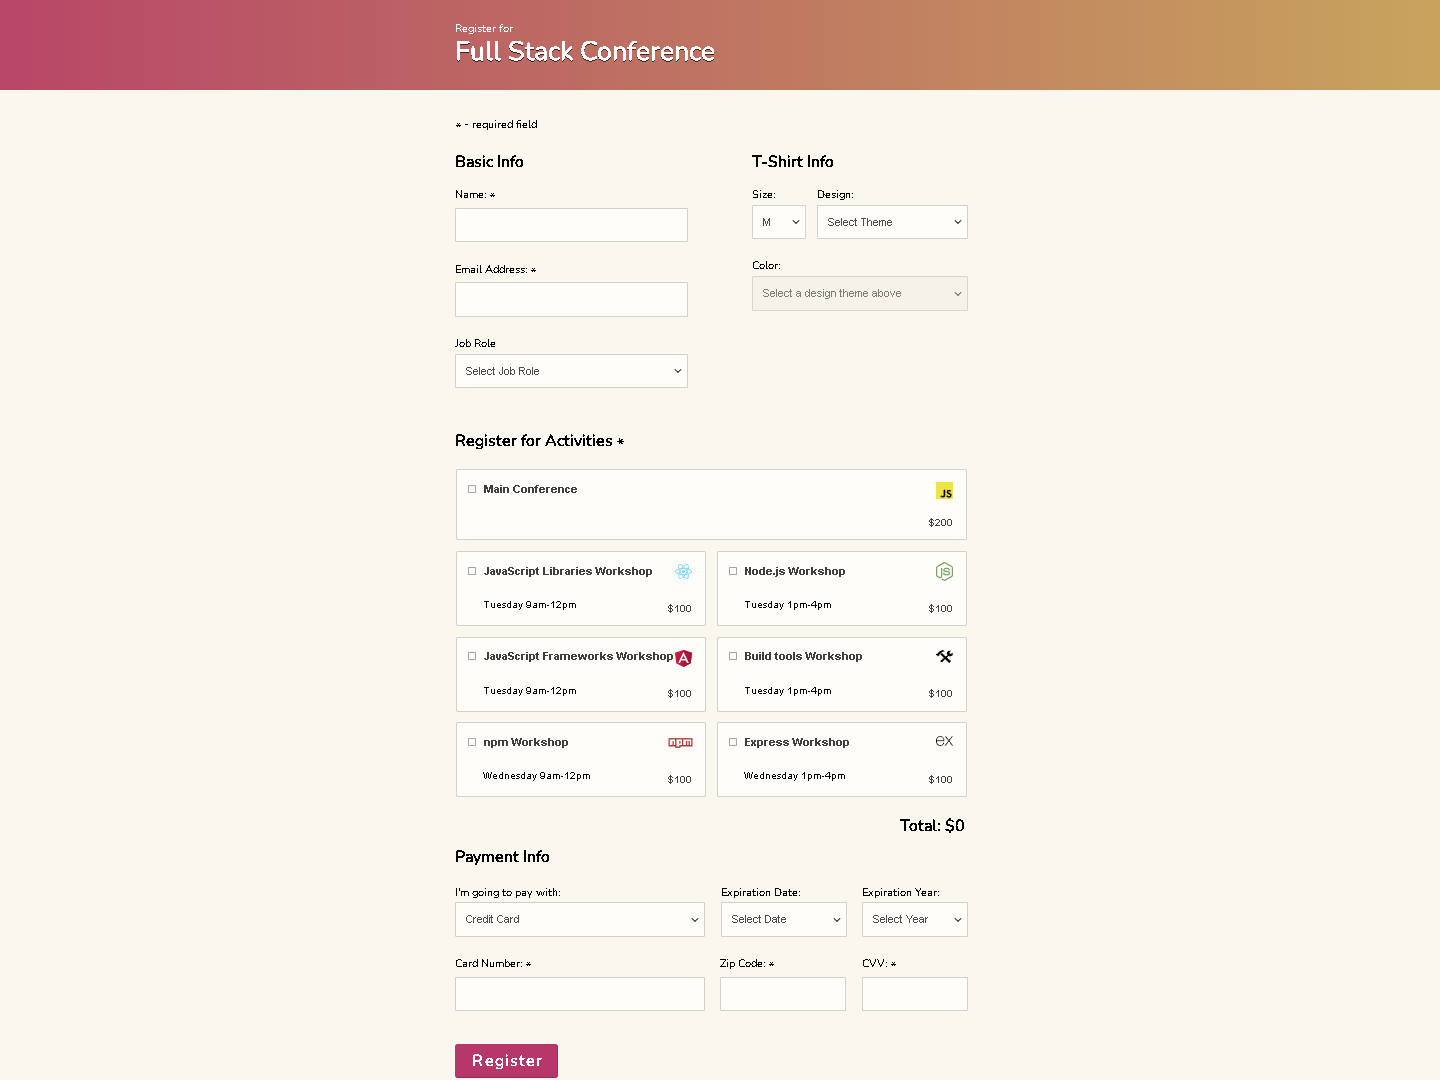 Register for
Full Stack Conference
* - required field
Basic Info
Name: *
Email Address: *
Job Role
Select Job Role
T-Shirt Info
Size:
Design:
M
Select Theme
Color:
Select a design theme above
Register for Activities *
Main Conference
JS
$200
JavaScript Libraries Workshop
Tuesday 9am-12pm
$100
Node.js Workshop
JS
Tuesday 1pm-4pm
$100
JavaScript Frameworks Workshop
A
Tuesday 9am-12pm
$100
Build tools Workshop
Tuesday 1pm-4pm
$100
npm Workshop
npm
Wednesday 9am-12pm
$100
Express Workshop
ex
Wednesday 1pm-4pm
$100
Total: $0
Payment Info
I'm going to pay with:
Expiration Date:
Expiration Year:
Credit Card
Select Date
Select Year
Card Number: *
Zip Code: *
CVV: *
Register